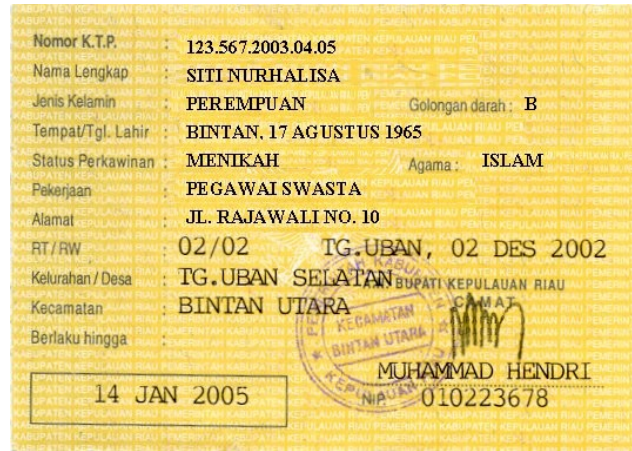 Nomor K.T.P. : 123.567.2003.04.05
Nama Lengkap : SITI NURHALISA
Jenis Kelamin : PEREMPUAN Golongan darah : B
Tempat/Tgl. Lahir : BINTAN, 17 AGUSTUS 1965
Status Perkawinan : MENIKAH Agama : ISLAM
Pekerjaan : PEGAWAI SWASTA
Alamat : JL. RAJAWALI NO. 10
RT / RW : 02/02 TG.UBAN, 02 DES 2002
Kelurahan / Desa : TG.UBAN SELATAN BUPATI KEPULAUAN RIAU
Kecamatan : BINTAN UTARA CAMAT
KECAMATAN
BINTAN UTARA
Berlaku hingga :
MUHAMMAD HENDRI
14 JAN 2005 NIP. 010223678